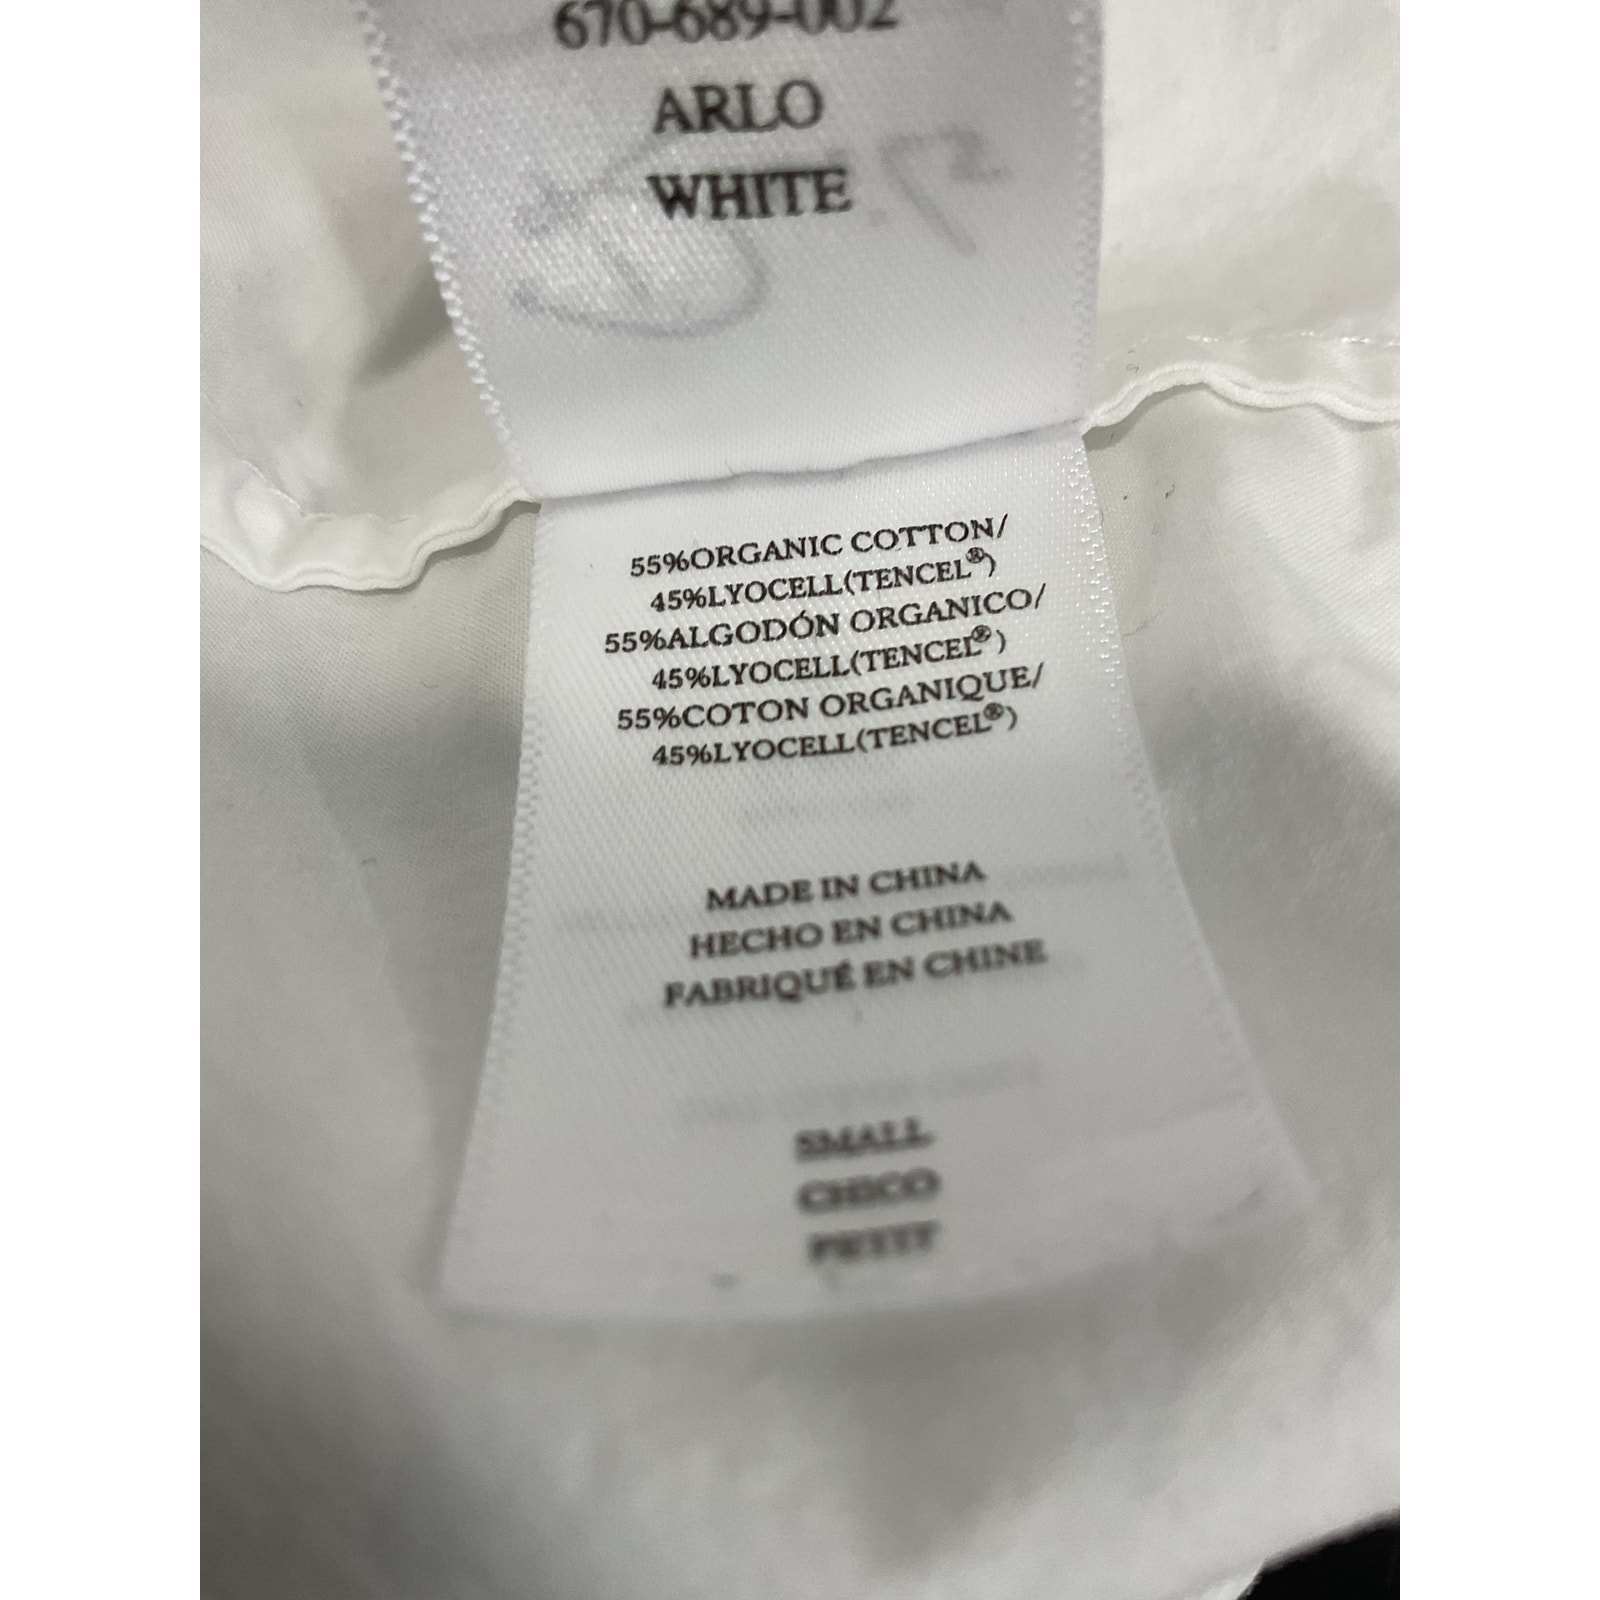 670-689-002
ARLO
WHITE
55%ORGANIC COTTON/
45%LYOCELL(TENCEL®)
55%ALGODÓN ORGANICO/
45%LYOCELL(TENCEL®)
55%COTON ORGANIQUE/
45%LYOCELL(TENCEL®)
MADE IN CHINA
HECHO EN CHINA
FABRIQUÉ EN CHINE
SMALL
CHICO
PETIT